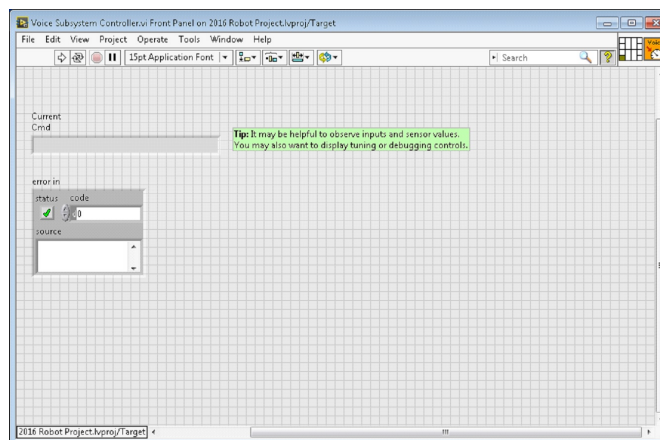 Voice Subsystem Controller.vi Front Panel on 2016 Robot Project.lvproj/Target
File Edit View Project Operate Tools Window Help
15pt Application Font
Search
Current
Cmd
Tip: It may be helpful to observe inputs and sensor values.
You may also want to display tuning or debugging controls.
error in
status code
0
source
2016 Robot Project.lvproj/Target